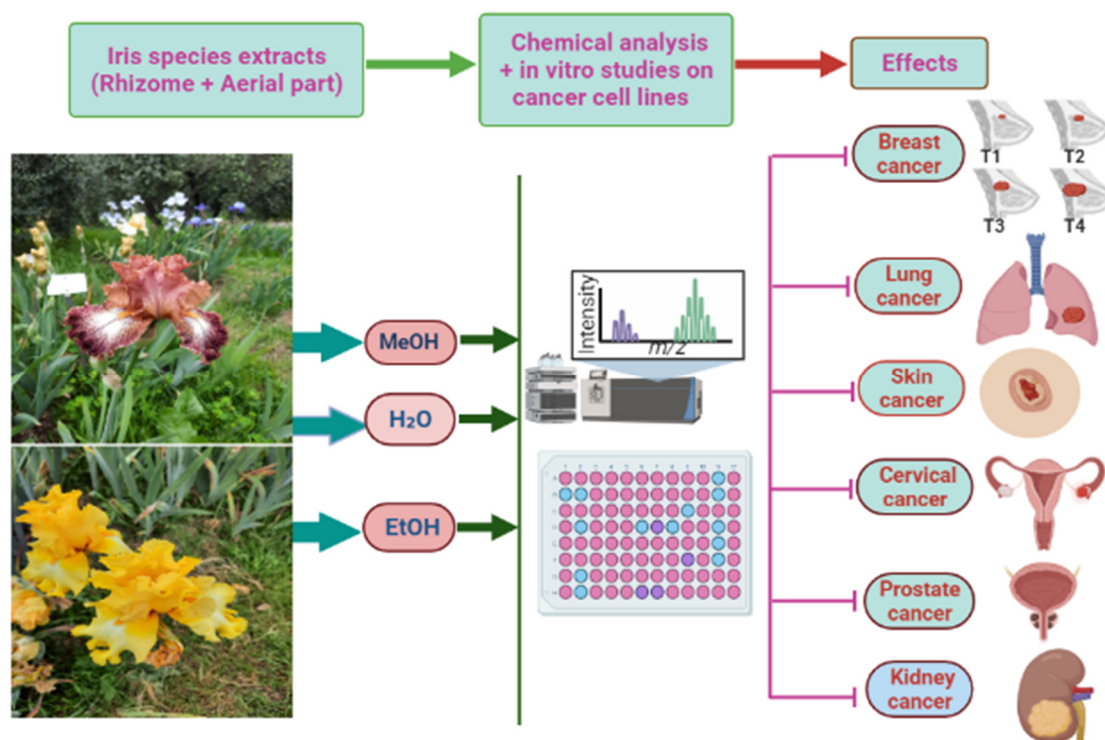 Iris species extracts
(Rhizome + Aerial part)
Chemical analysis
+ in vitro studies on
cancer cell lines
Effects
MeOH
H₂O
EtOH
Intensity
m/z
Breast
cancer
T1
T2
T3
T4
Lung
cancer
Skin
cancer
Cervical
cancer
Prostate
cancer
Kidney
cancer